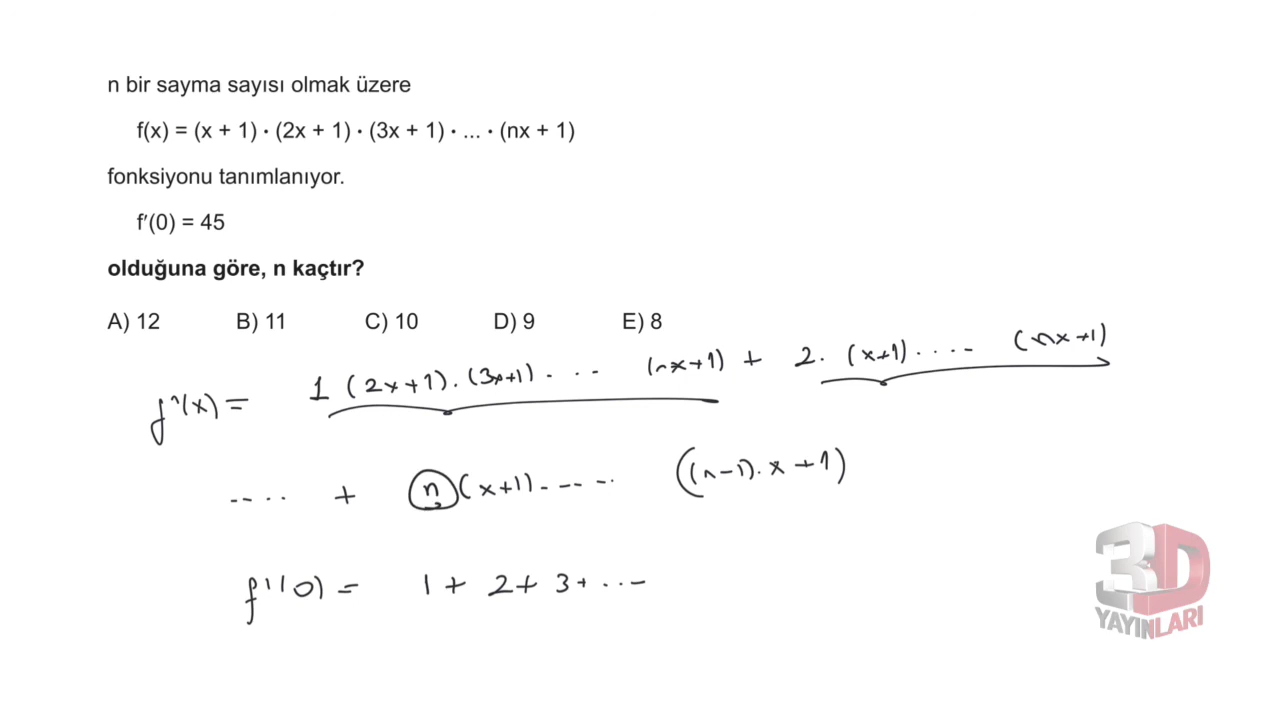 n bir sayma sayısı olmak üzere
f(x) = (x + 1) · (2x + 1) · (3x + 1) · ... · (nx + 1)
fonksiyonu tanımlanıyor.
f′(0) = 45
olduğuna göre, n kaçtır?
A) 12 B) 11 C) 10 D) 9 E) 8
f'(x) = 1 (2x+1) . (3x+1) . . . (nx+1) + 2 . (x+1) . . . . (nx+1)
.... + n (x+1) . . . . ((n-1). x +1)
f'(0) = 1 + 2 + 3 + ...
3D
YAYINLARI